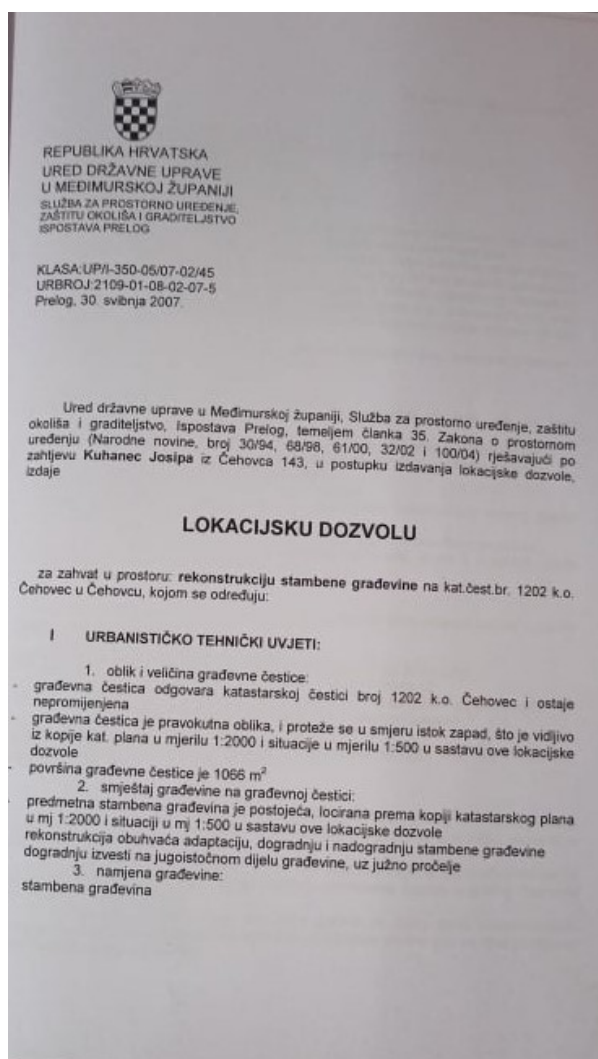 REPUBLIKA HRVATSKA
URED DRŽAVNE UPRAVE
U MEĐIMURSKOJ ŽUPANIJI
SLUŽBA ZA PROSTORNO UREĐENJE,
ZAŠTITU OKOLIŠA I GRADITELJSTVO
ISPOSTAVA PRELOG
KLASA:UP/I-350-05/07-02/45
URBROJ:2109-01-08-02-07-5
Prelog, 30. svibnja 2007.
Ured državne uprave u Međimurskoj županiji, Služba za prostorno uređenje, zaštitu
okoliša i graditeljstvo, Ispostava Prelog, temeljem članka 35. Zakona o prostornom
uređenju (Narodne novine, broj 30/94, 68/98, 61/00, 32/02 i 100/04) rješavajući po
zahtjevu Kuhanec Josipa iz Čehovca 143, u postupku izdavanja lokacijske dozvole,
izdaje
LOKACIJSKU DOZVOLU
za zahvat u prostoru: rekonstrukciju stambene građevine na kat.čest.br. 1202 k.o.
Čehovec u Čehovcu, kojom se određuju:
I URBANISTIČKO TEHNIČKI UVJETI:
1. oblik i veličina građevne čestice:
- građevna čestica odgovara katastarskoj čestici broj 1202 k.o. Čehovec i ostaje
nepromijenjena
- građevna čestica je pravokutna oblika, i proteže se u smjeru istok zapad, što je vidljivo
iz kopije kat. plana u mjerilu 1:2000 i situacije u mjerilu 1:500 u sastavu ove lokacijske
dozvole
- površina građevne čestice je 1066 m²
2. smještaj građevine na građevnoj čestici:
- predmetna stambena građevina je postojeća, locirana prema kopiji katastarskog plana
u mj 1:2000 i situaciji u mj 1:500 u sastavu ove lokacijske dozvole
rekonstrukcija obuhvaća adaptaciju, dogradnju i nadogradnju stambene građevine
dogradnju izvesti na jugoistočnom dijelu građevine, uz južno pročelje
3. namjena građevine:
stambena građevina